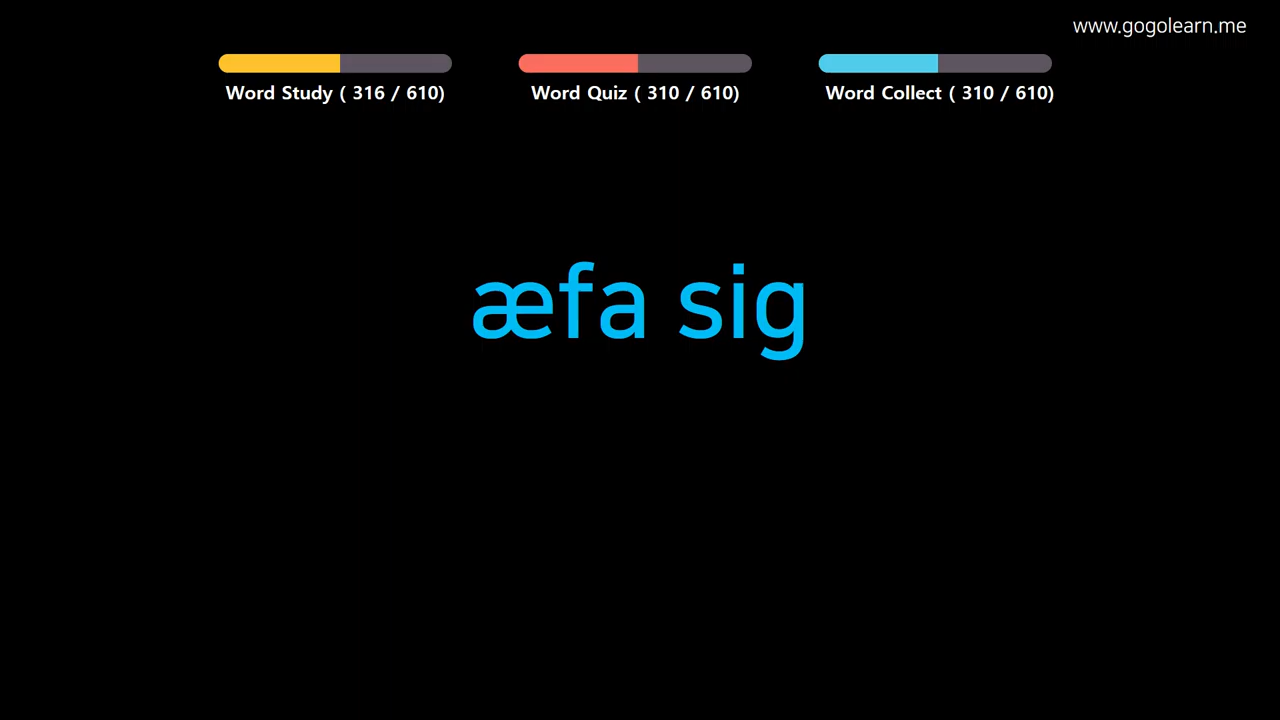 www.gogolearn.me
Word Study ( 316 / 610)
Word Quiz ( 310 / 610)
Word Collect ( 310 / 610)
æfa sig